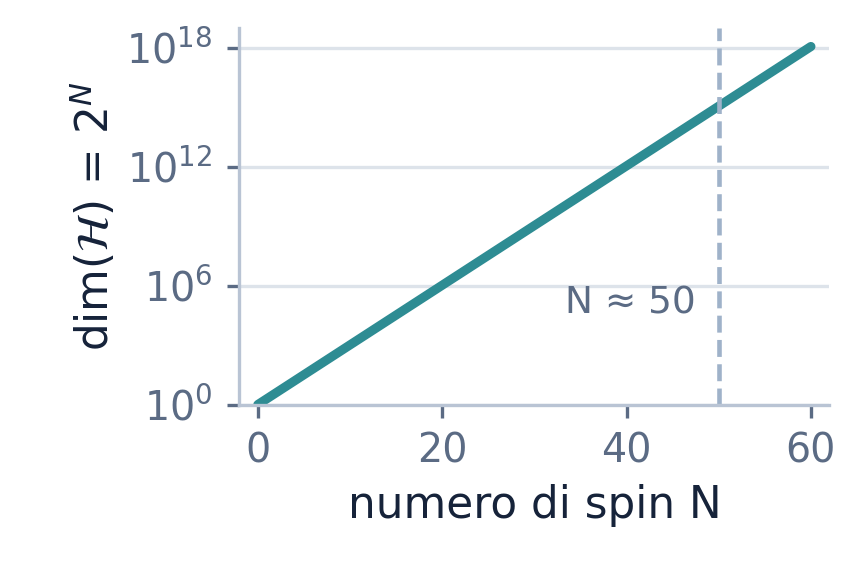 dim(ℋ) = 2^N
10^18
10^12
10^6
10^0
N ≈ 50
0 20 40 60
numero di spin N